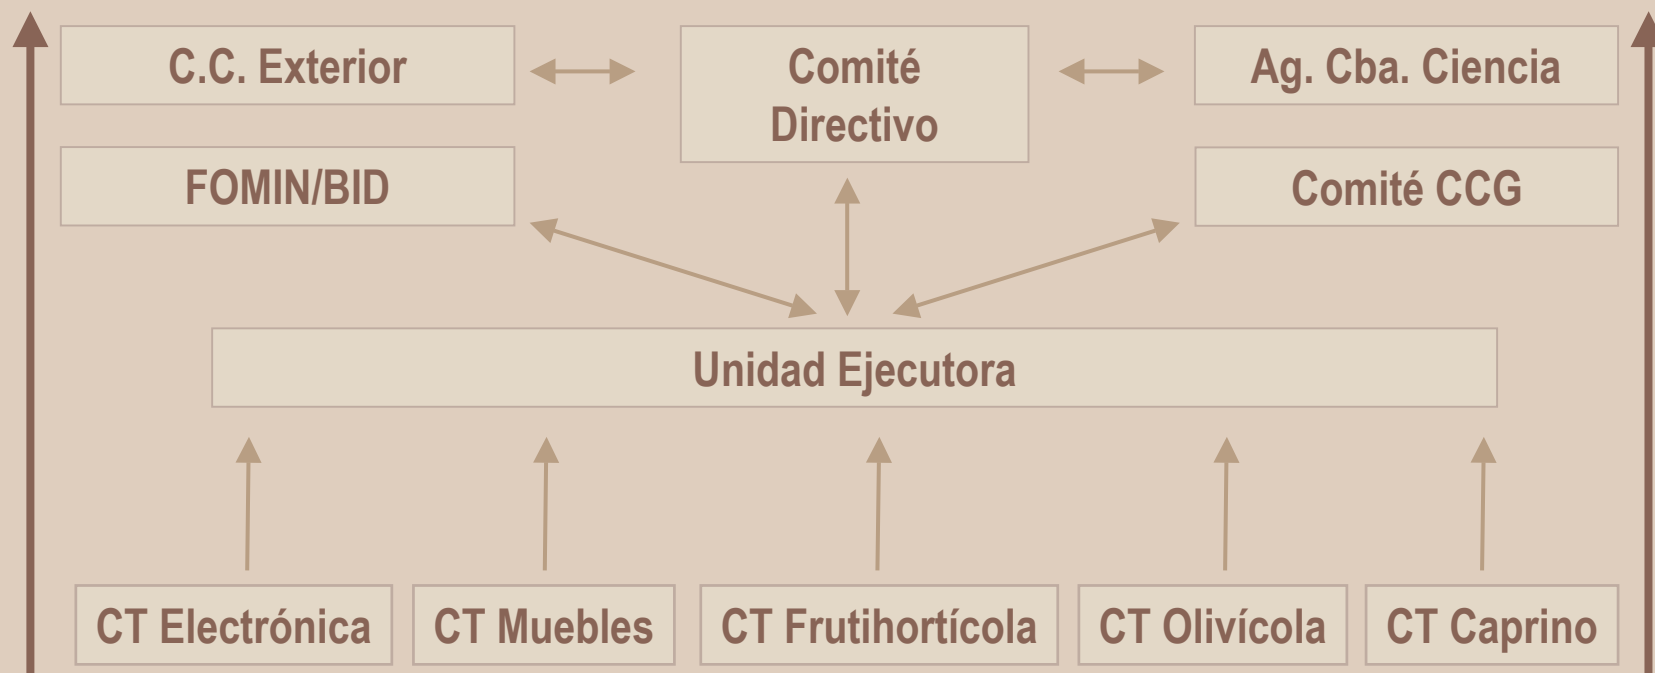 C.C. Exterior
Comité
Directivo
Ag. Cba. Ciencia
FOMIN/BID
Comité CCG
Unidad Ejecutora
CT Electrónica
CT Muebles
CT Frutihortícola
CT Olivícola
CT Caprino